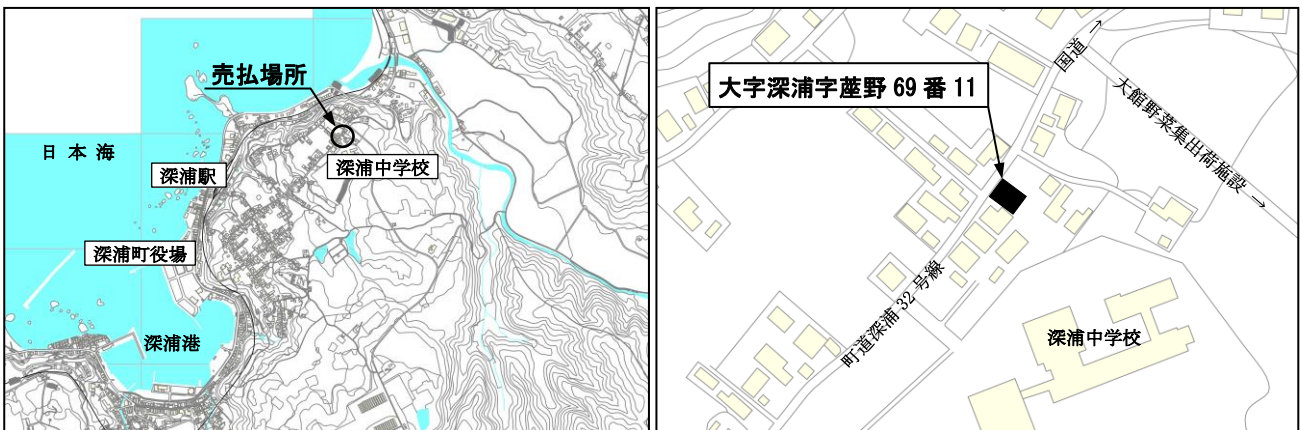 売払場所
日本海
深浦中学校
深浦駅
深浦町役場
深浦港
国道→
大字深浦字蓙野 69 番 11
大館野菜集出荷施設→
町道深浦 32 号線
深浦中学校